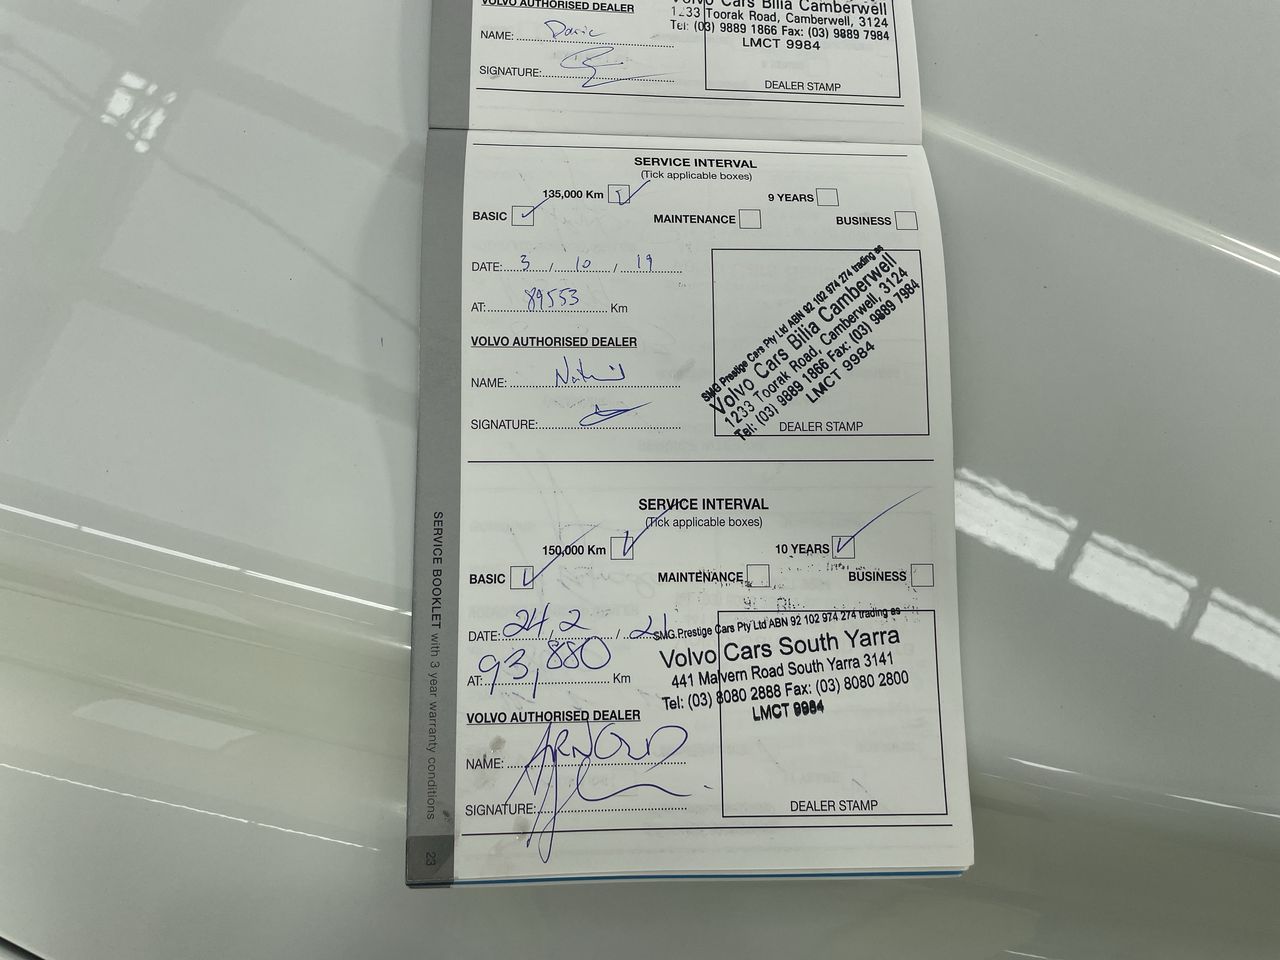 VOLVO AUTHORISED DEALER
Volvo Cars Bilia Camberwell
1233 Toorak Road, Camberwell, 3124
Tel: (03) 9889 1866 Fax: (03) 9889 7984
LMCT 9984
NAME:
SIGNATURE:
DEALER STAMP
SERVICE INTERVAL
(Tick applicable boxes)
135,000 Km
9 YEARS
BASIC
MAINTENANCE
BUSINESS
DATE: 3 / 10 / 19
AT: 89553 Km
VOLVO AUTHORISED DEALER
NAME:
SIGNATURE:
SMG Prestige Cars Pty Ltd ABN 92 102 974 274 trading as
Volvo Cars Bilia Camberwell
1233 Toorak Road, Camberwell, 3124
Tel: (03) 9889 1866 Fax: (03) 9889 7984
LMCT 9984
DEALER STAMP
SERVICE INTERVAL
(Tick applicable boxes)
150,000 Km
10 YEARS
BASIC
MAINTENANCE
BUSINESS
DATE: 24 / 2 / 21
AT: 93,880 Km
VOLVO AUTHORISED DEALER
NAME: ARNOLD
SIGNATURE:
SMG Prestige Cars Pty Ltd ABN 92 102 974 274 trading as
Volvo Cars South Yarra
441 Malvern Road South Yarra 3141
Tel: (03) 8080 2888 Fax: (03) 8080 2800
LMCT 9984
DEALER STAMP
SERVICE BOOKLET with 3 year warranty conditions
23